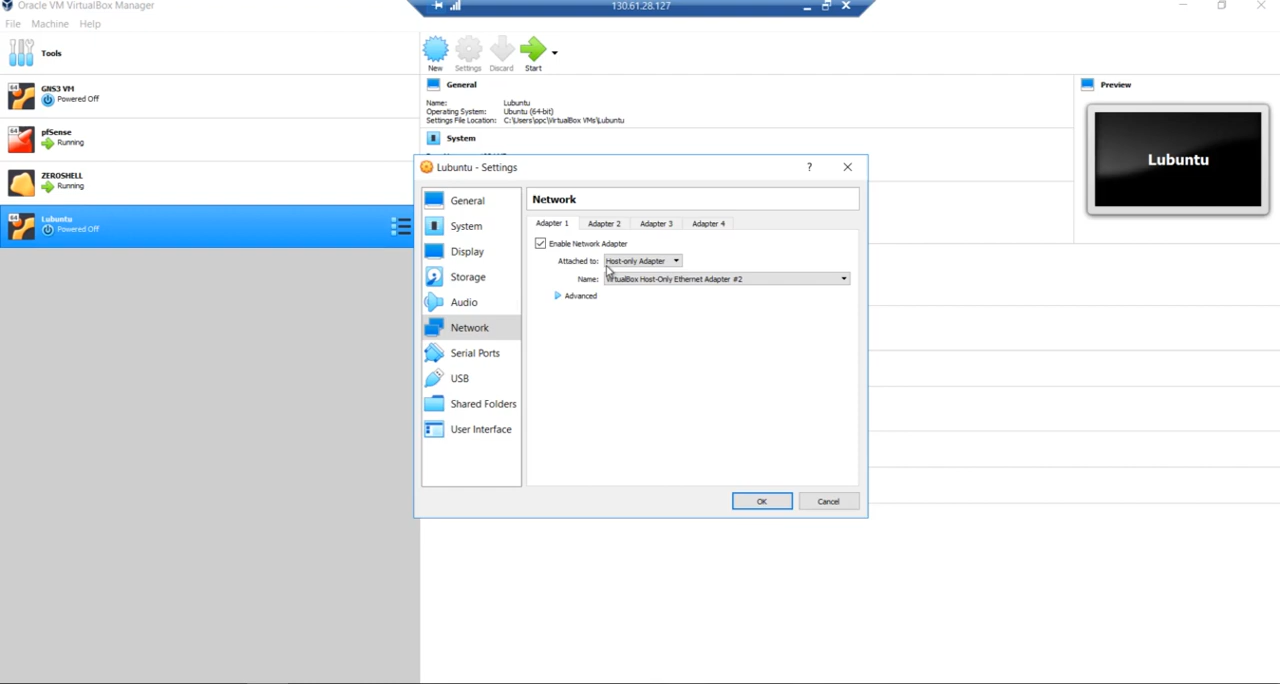 Oracle VM VirtualBox Manager
130.61.28.127
File Machine Help
Tools
New Settings Discard Start
64 GNS3 VM
Powered Off
64 pfSense
Running
ZEROSHELL
Running
64 Lubuntu
Powered Off
General
Name: Lubuntu
Operating System: Ubuntu (64-bit)
Settings File Location: C:\Users\ppc\VirtualBox VMs\Lubuntu
System
Preview
Lubuntu
Lubuntu - Settings ?
General
System
Display
Storage
Audio
Network
Serial Ports
USB
Shared Folders
User Interface
Network
Adapter 1 Adapter 2 Adapter 3 Adapter 4
Enable Network Adapter
Attached to: Host-only Adapter
Name: VirtualBox Host-Only Ethernet Adapter #2
Advanced
OK Cancel